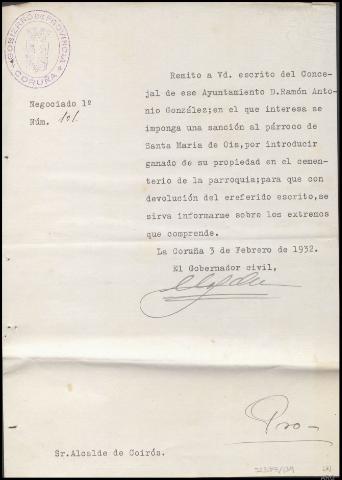 GOBIERNO DE PROVINCIA
CORUÑA
Negociado 1º
Núm. 101
Remito a Vd. escrito del Conce-
jal de ese Ayuntamiento D.Ramón Anto-
nio González;en el que interesa se
imponga una sanción al párroco de
Santa Maria de Ois,por introducir
ganado de su propiedad en el cemen-
terio de la parroquia;para que con
devolución del ereferido escrito,se
sirva informarme sobre los extremos
que comprende.
La Coruña 3 de Febrero de 1932.
El Gobernador civil,
Pro-
Sr.Alcalde de Coirós.